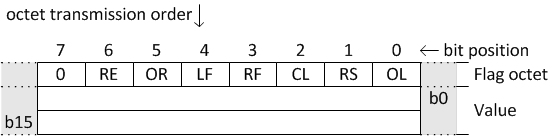 octet transmission order
7 6 5 4 3 2 1 0 ← bit position
0 RE OR LF RF CL RS OL Flag octet
b0
Value
b15